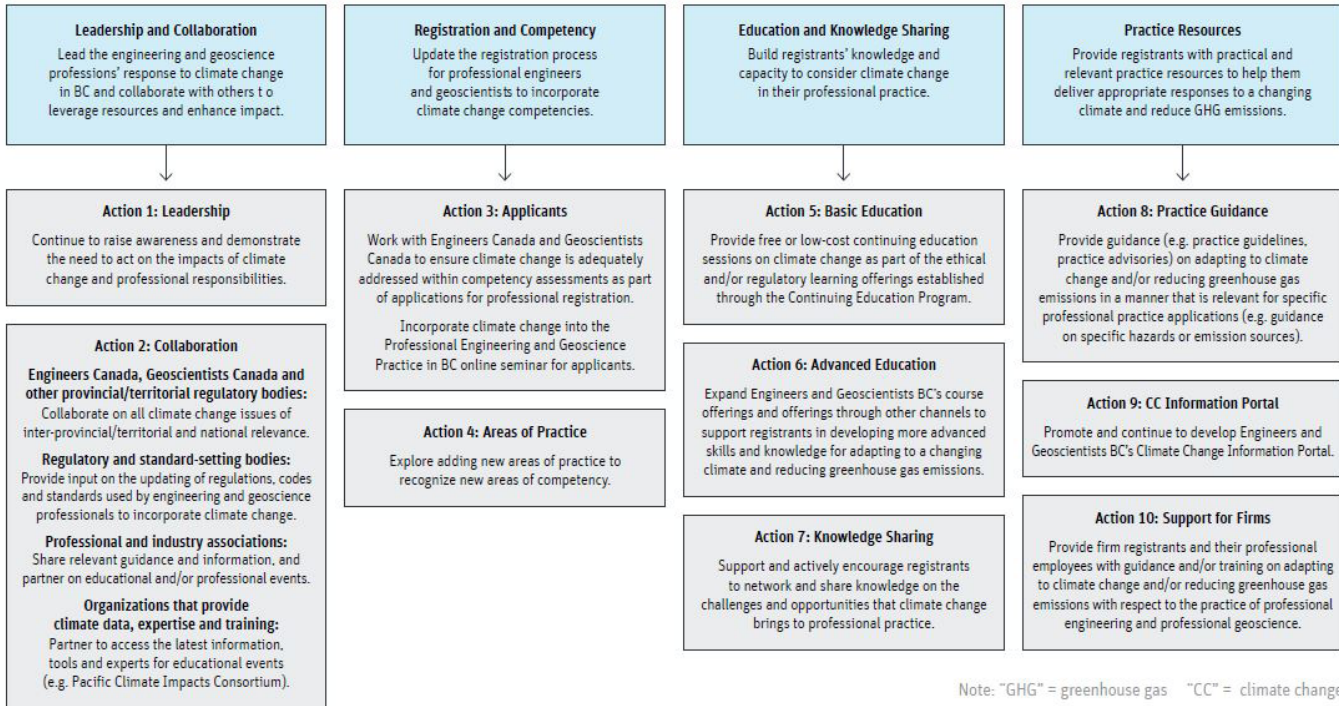 Leadership and Collaboration
Lead the engineering and geoscience
professions' response to climate change
in BC and collaborate with others t o
leverage resources and enhance impact.
Action 1: Leadership
Continue to raise awareness and demonstrate
the need to act on the impacts of climate
change and professional responsibilities.
Action 2: Collaboration
Engineers Canada, Geoscientists Canada and
other provincial/territorial regulatory bodies:
Collaborate on all climate change issues of
inter-provincial/territorial and national relevance.
Regulatory and standard-setting bodies:
Provide input on the updating of regulations, codes
and standards used by engineering and geoscience
professionals to incorporate climate change.
Professional and industry associations:
Share relevant guidance and information, and
partner on educational and/or professional events.
Organizations that provide
climate data, expertise and training:
Partner to access the latest information,
tools and experts for educational events
(e.g. Pacific Climate Impacts Consortium).
Registration and Competency
Update the registration process
for professional engineers
and geoscientists to incorporate
climate change competencies.
Action 3: Applicants
Work with Engineers Canada and Geoscientists
Canada to ensure climate change is adequately
addressed within competency assessments as part
of applications for professional registration.
Incorporate climate change into the
Professional Engineering and Geoscience
Practice in BC online seminar for applicants.
Action 4: Areas of Practice
Explore adding new areas of practice to
recognize new areas of competency.
Education and Knowledge Sharing
Build registrants' knowledge and
capacity to consider climate change
in their professional practice.
Action 5: Basic Education
Provide free or low-cost continuing education
sessions on climate change as part of the ethical
and/or regulatory learning offerings established
through the Continuing Education Program.
Action 6: Advanced Education
Expand Engineers and Geoscientists BC's course
offerings and offerings through other channels to
support registrants in developing more advanced
skills and knowledge for adapting to a changing
climate and reducing greenhouse gas emissions.
Action 7: Knowledge Sharing
Support and actively encourage registrants
to network and share knowledge on the
challenges and opportunities that climate change
brings to professional practice.
Practice Resources
Provide registrants with practical and
relevant practice resources to help them
deliver appropriate responses to a changing
climate and reduce GHG emissions.
Action 8: Practice Guidance
Provide guidance (e.g. practice guidelines,
practice advisories) on adapting to climate
change and/or reducing greenhouse gas
emissions in a manner that is relevant for specific
professional practice applications (e.g. guidance
on specific hazards or emission sources).
Action 9: CC Information Portal
Promote and continue to develop Engineers and
Geoscientists BC's Climate Change Information Portal.
Action 10: Support for Firms
Provide firm registrants and their professional
employees with guidance and/or training on adapting
to climate change and/or reducing greenhouse gas
emissions with respect to the practice of professional
engineering and professional geoscience.
Note: "GHG" = greenhouse gas "CC" = climate change